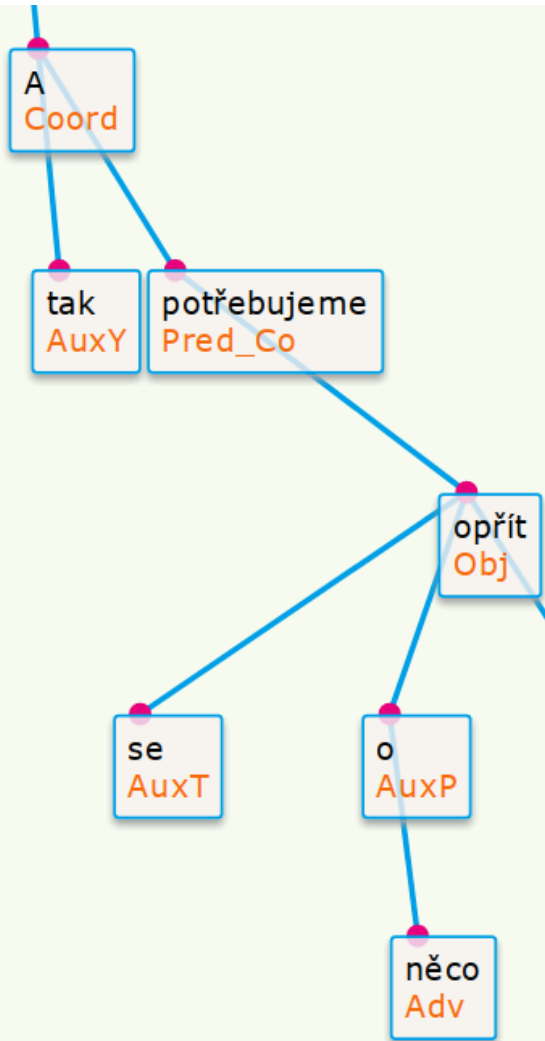 A
Coord
tak
AuxY
potřebujeme
Pred_Co
opřít
Obj
se
AuxT
o
AuxP
něco
Adv